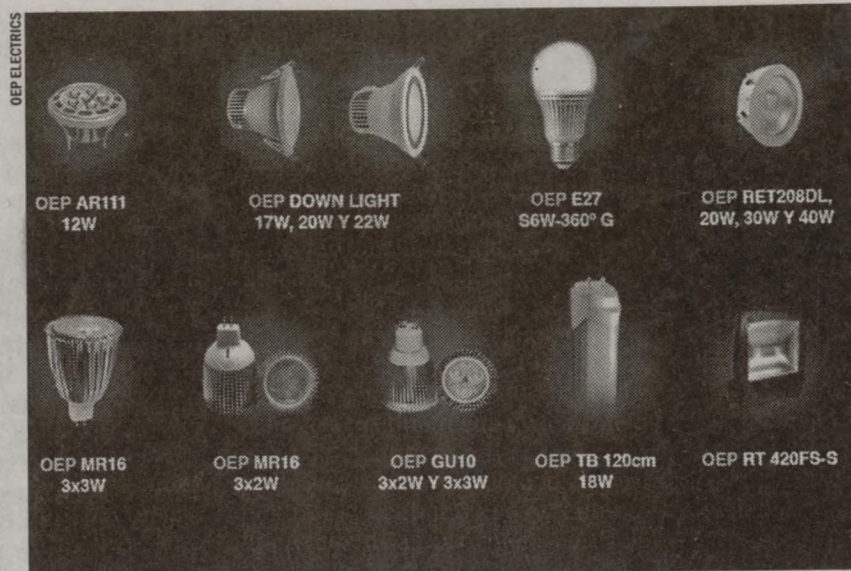 OEP ELECTRICS
OEP AR111
12W
OEP DOWN LIGHT
17W, 20W Y 22W
OEP E27
S6W-360º G
OEP RET208DL,
20W, 30W Y 40W
OEP MR16
3x3W
OEP MR16
3x2W
OEP GU10
3x2W Y 3x3W
OEP TB 120cm
18W
OEP RT 420FS-S